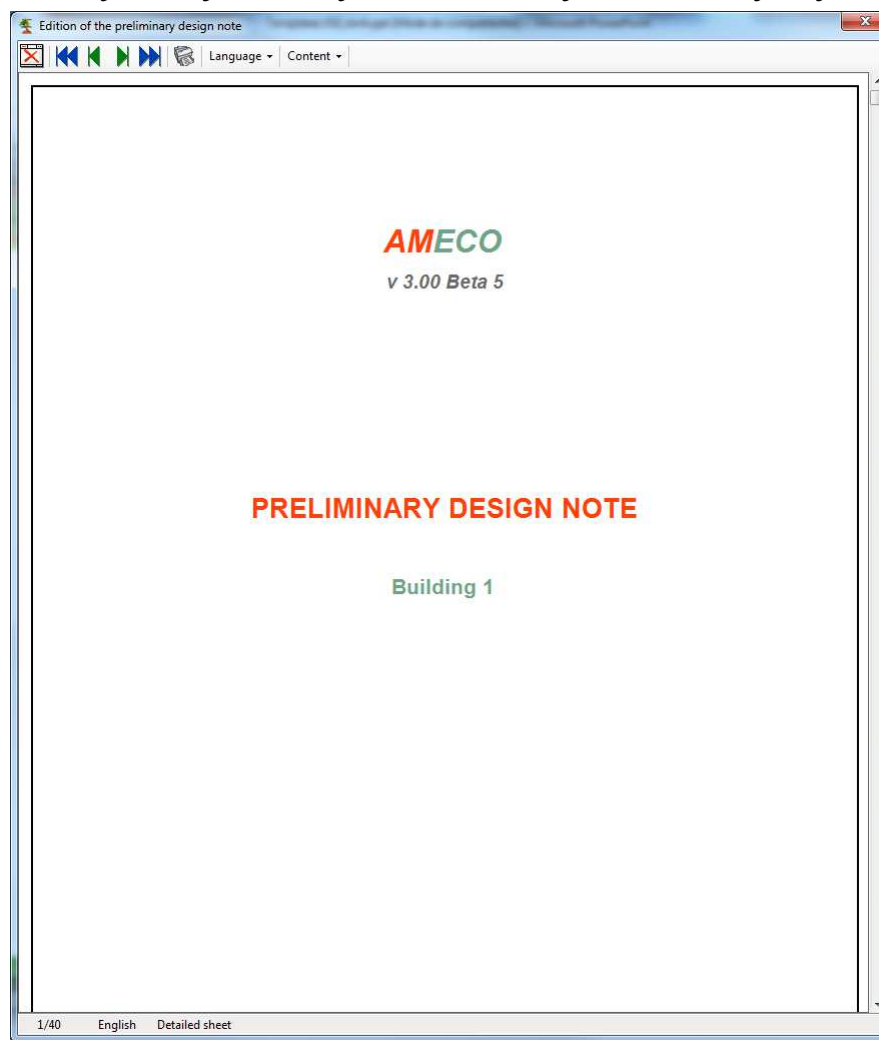 Edition of the preliminary design note
Language Content
AMECO
v 3.00 Beta 5
PRELIMINARY DESIGN NOTE
Building 1
1/40 English Detailed sheet